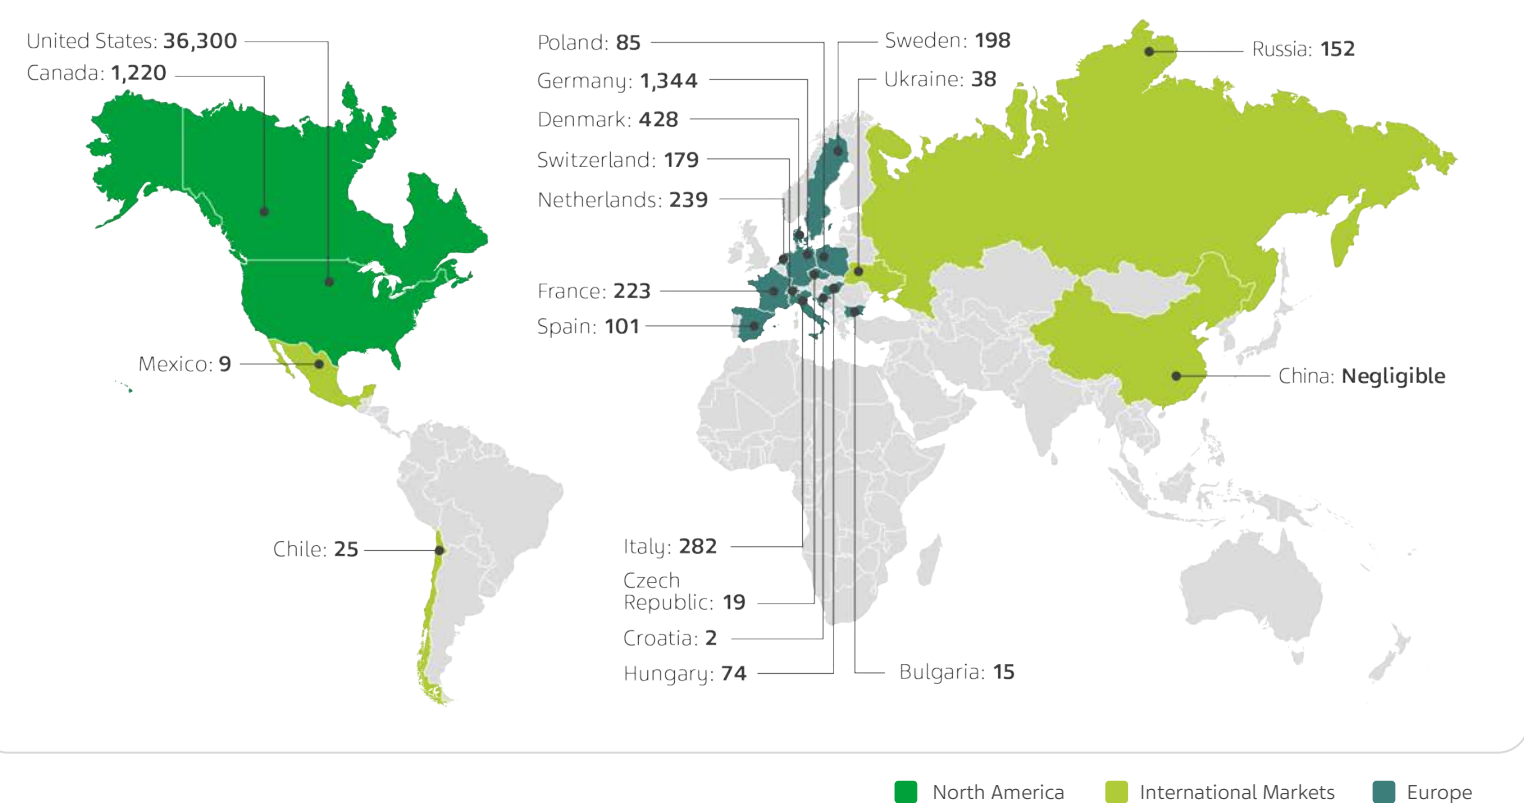 United States: 36,300
Canada: 1,220
Mexico: 9
Chile: 25
Poland: 85
Germany: 1,344
Denmark: 428
Switzerland: 179
Netherlands: 239
France: 223
Spain: 101
Sweden: 198
Ukraine: 38
Russia: 152
China: Negligible
Italy: 282
Czech
Republic: 19
Croatia: 2
Hungary: 74
Bulgaria: 15
North America
International Markets
Europe